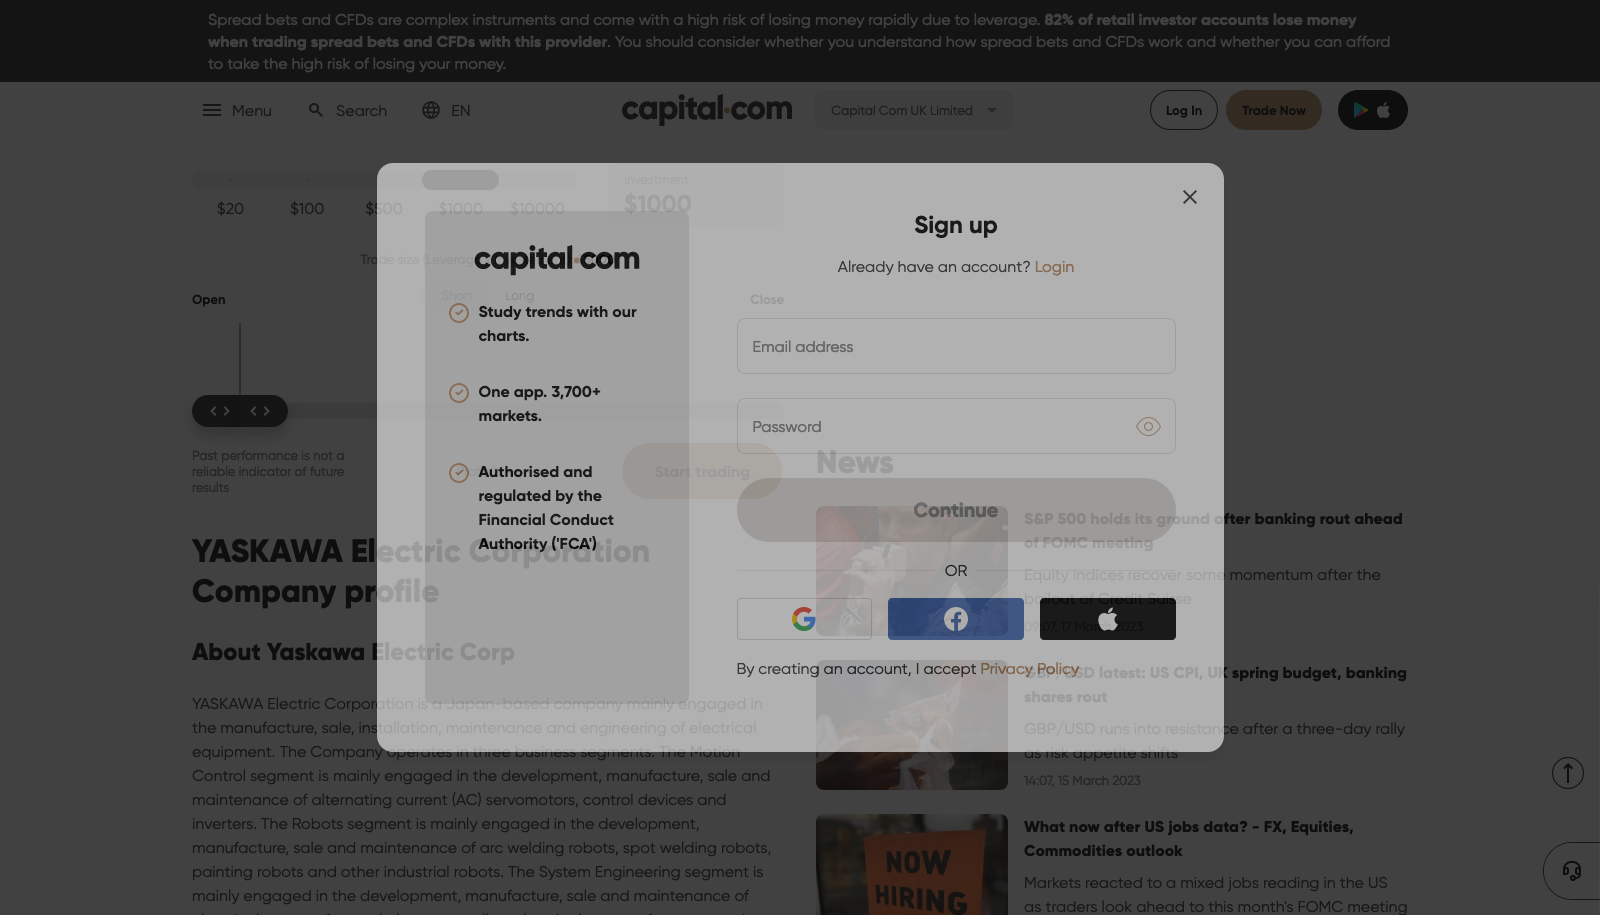 Spread bets and CFDs are complex instruments and come with a high risk of losing money rapidly due to leverage. 82% of retail investor accounts lose money
when trading spread bets and CFDs with this provider. You should consider whether you understand how spread bets and CFDs work and whether you can afford
to take the high risk of losing your money.
Menu
Search
EN
capital.com
Capital Com UK Limited
Log In
Trade Now
Investment
$1000
$20
$100
$500
$1000
$10000
Trade size (Leverage
Short
Long
Open
Close
Past performance is not a
reliable indicator of future
results
Start trading
Sign up
Already have an account? Login
Email address
Password
Continue
OR
By creating an account, I accept Privacy Policy
capital.com
Study trends with our
charts.
One app. 3,700+
markets.
Authorised and
regulated by the
Financial Conduct
Authority ('FCA')
YASKAWA Electric Corporation
Company profile
About Yaskawa Electric Corp
YASKAWA Electric Corporation is a Japan-based company mainly engaged in
the manufacture, sale, installation, maintenance and engineering of electrical
equipment. The Company operates in three business segments. The Motion
Control segment is mainly engaged in the development, manufacture, sale and
maintenance of alternating current (AC) servomotors, control devices and
inverters. The Robots segment is mainly engaged in the development,
manufacture, sale and maintenance of arc welding robots, spot welding robots,
painting robots and other industrial robots. The System Engineering segment is
mainly engaged in the development, manufacture, sale and maintenance of
News
S&P 500 holds its ground after banking rout ahead
of FOMC meeting
Equity indices recover some momentum after the
bailout of Credit Suisse
09:07, 17 March 2023
GBP/USD latest: US CPI, UK spring budget, banking
shares rout
GBP/USD runs into resistance after a three-day rally
as risk appetite shifts
14:07, 15 March 2023
NOW
HIRING
What now after US jobs data? - FX, Equities,
Commodities outlook
Markets reacted to a mixed jobs reading in the US
as traders look ahead to this month's FOMC meeting